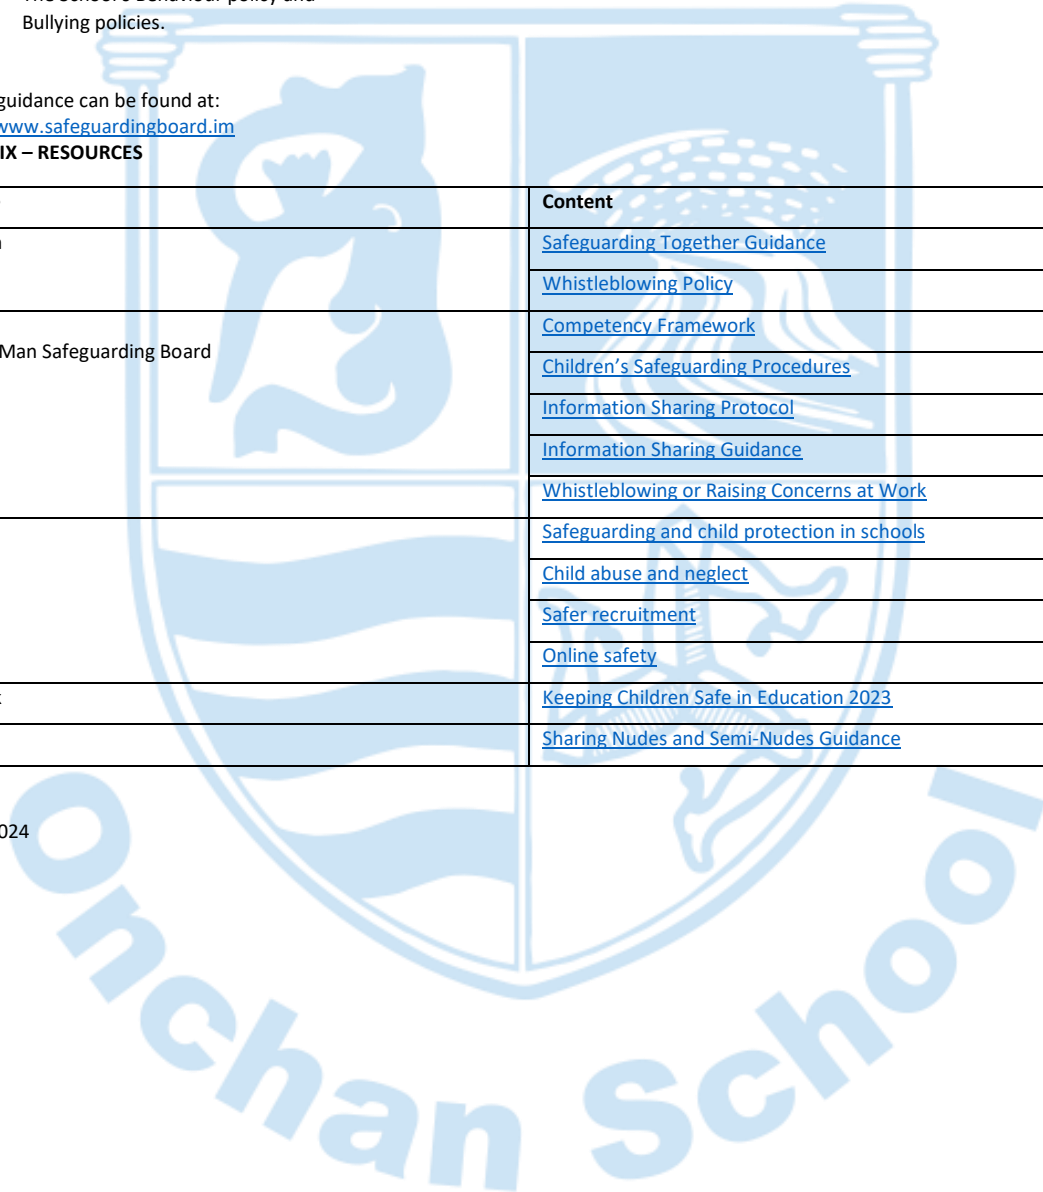 Bullying policies.
guidance can be found at:
www.safeguardingboard.im
IX – RESOURCES
Content
Safeguarding Together Guidance
Whistleblowing Policy
Competency Framework
Man Safeguarding Board
Children's Safeguarding Procedures
Information Sharing Protocol
Information Sharing Guidance
Whistleblowing or Raising Concerns at Work
Safeguarding and child protection in schools
Child abuse and neglect
Safer recruitment
Online safety
Keeping Children Safe in Education 2023
Sharing Nudes and Semi-Nudes Guidance
024
Onchan School